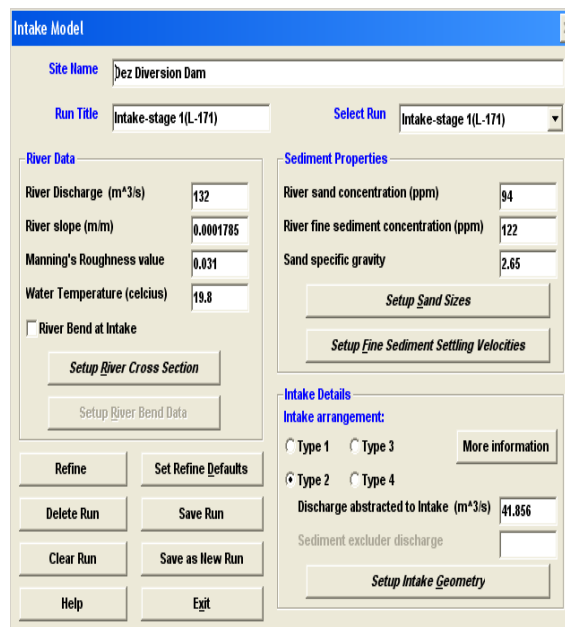 Intake Model
Site Name Dez Diversion Dam
Run Title Intake-stage 1(L-171)
Select Run Intake-stage 1(L-171)
River Data
River Discharge (m^3/s) 132
River slope (m/m) 0.0001785
Manning's Roughness value 0.031
Water Temperature (celcius) 19.8
River Bend at Intake
Setup River Cross Section
Setup River Bend Data
Sediment Properties
River sand concentration (ppm) 94
River fine sediment concentration (ppm) 122
Sand specific gravity 2.65
Setup Sand Sizes
Setup Fine Sediment Settling Velocities
Intake Details
Intake arrangement:
Type 1 Type 3 More information
Type 2 Type 4
Discharge abstracted to Intake (m^3/s) 41.856
Sediment excluder discharge
Setup Intake Geometry
Refine Set Refine Defaults
Delete Run Save Run
Clear Run Save as New Run
Help Exit